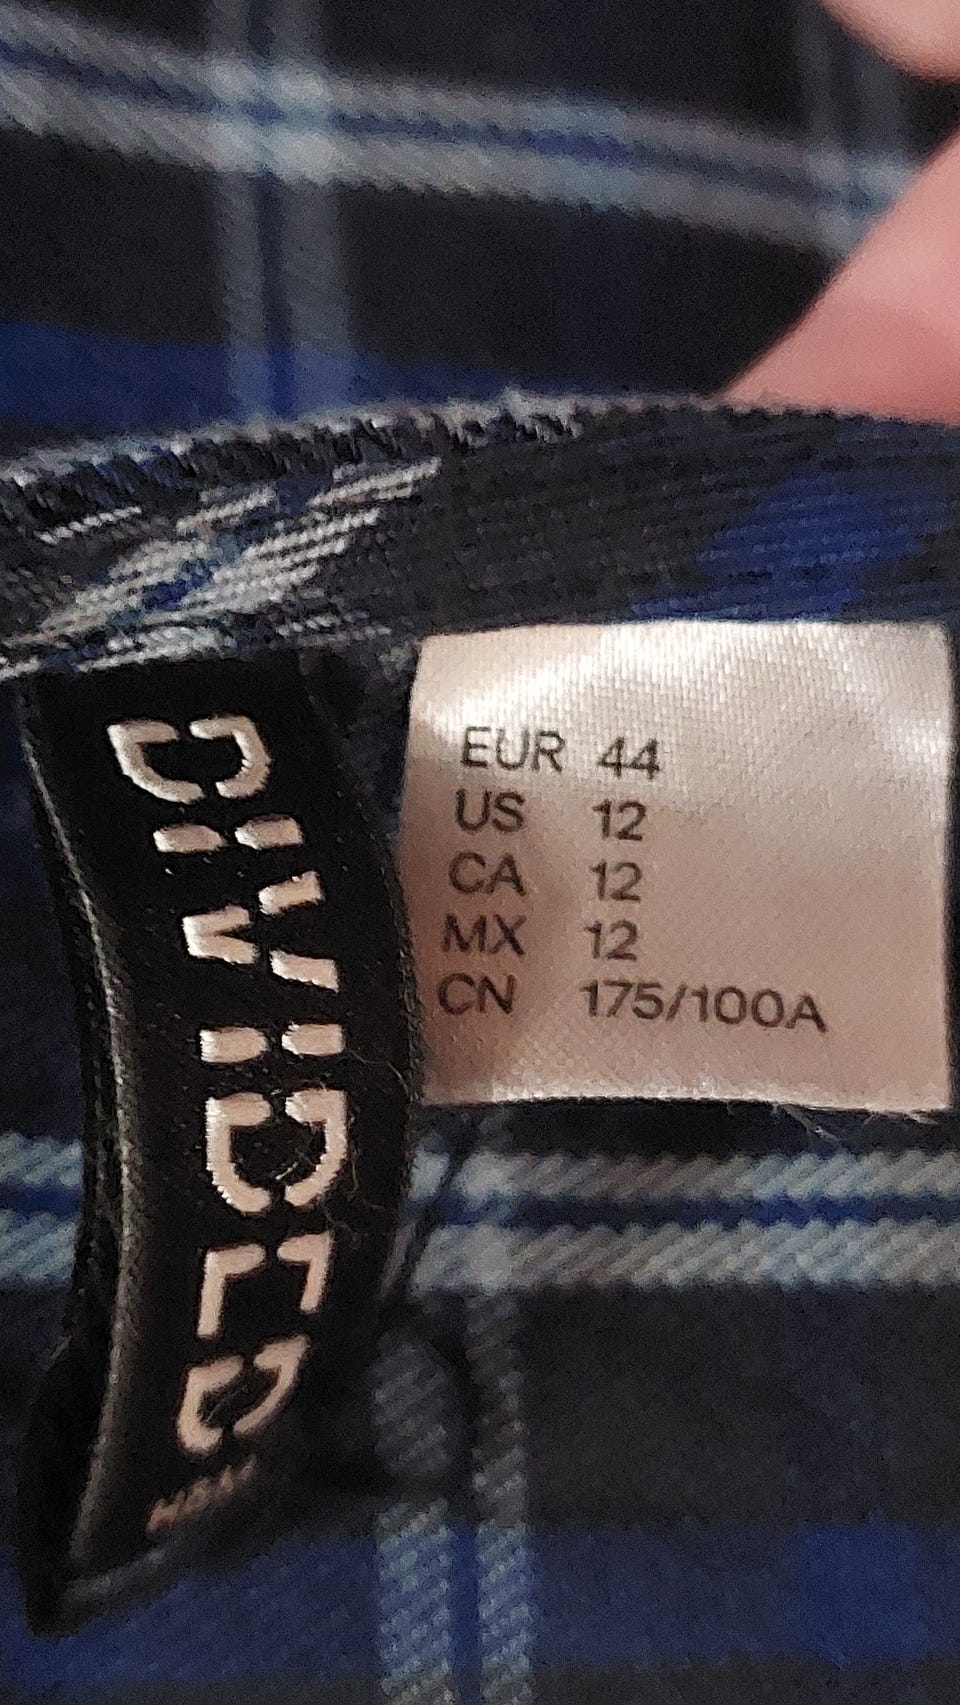 DIVIDED
H&M
EUR 44
US 12
CA 12
MX 12
CN 175/100A